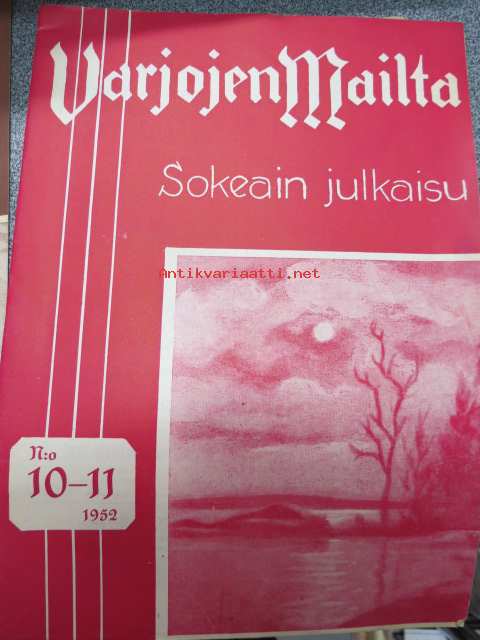 Varjojen Mailta
Sokeain julkaisu
Antikvariaatti.net
N:o
10-11
1952